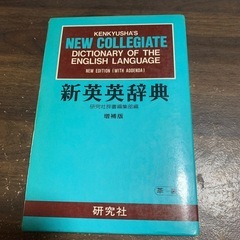 KENKYUSHA'S
NEW COLLEGIATE
DICTIONARY OF THE
ENGLISH LANGUAGE
NEW EDITION (WITH ADDENDA)
新英英辞典
研究社辞書編集部編
増補版
研究社